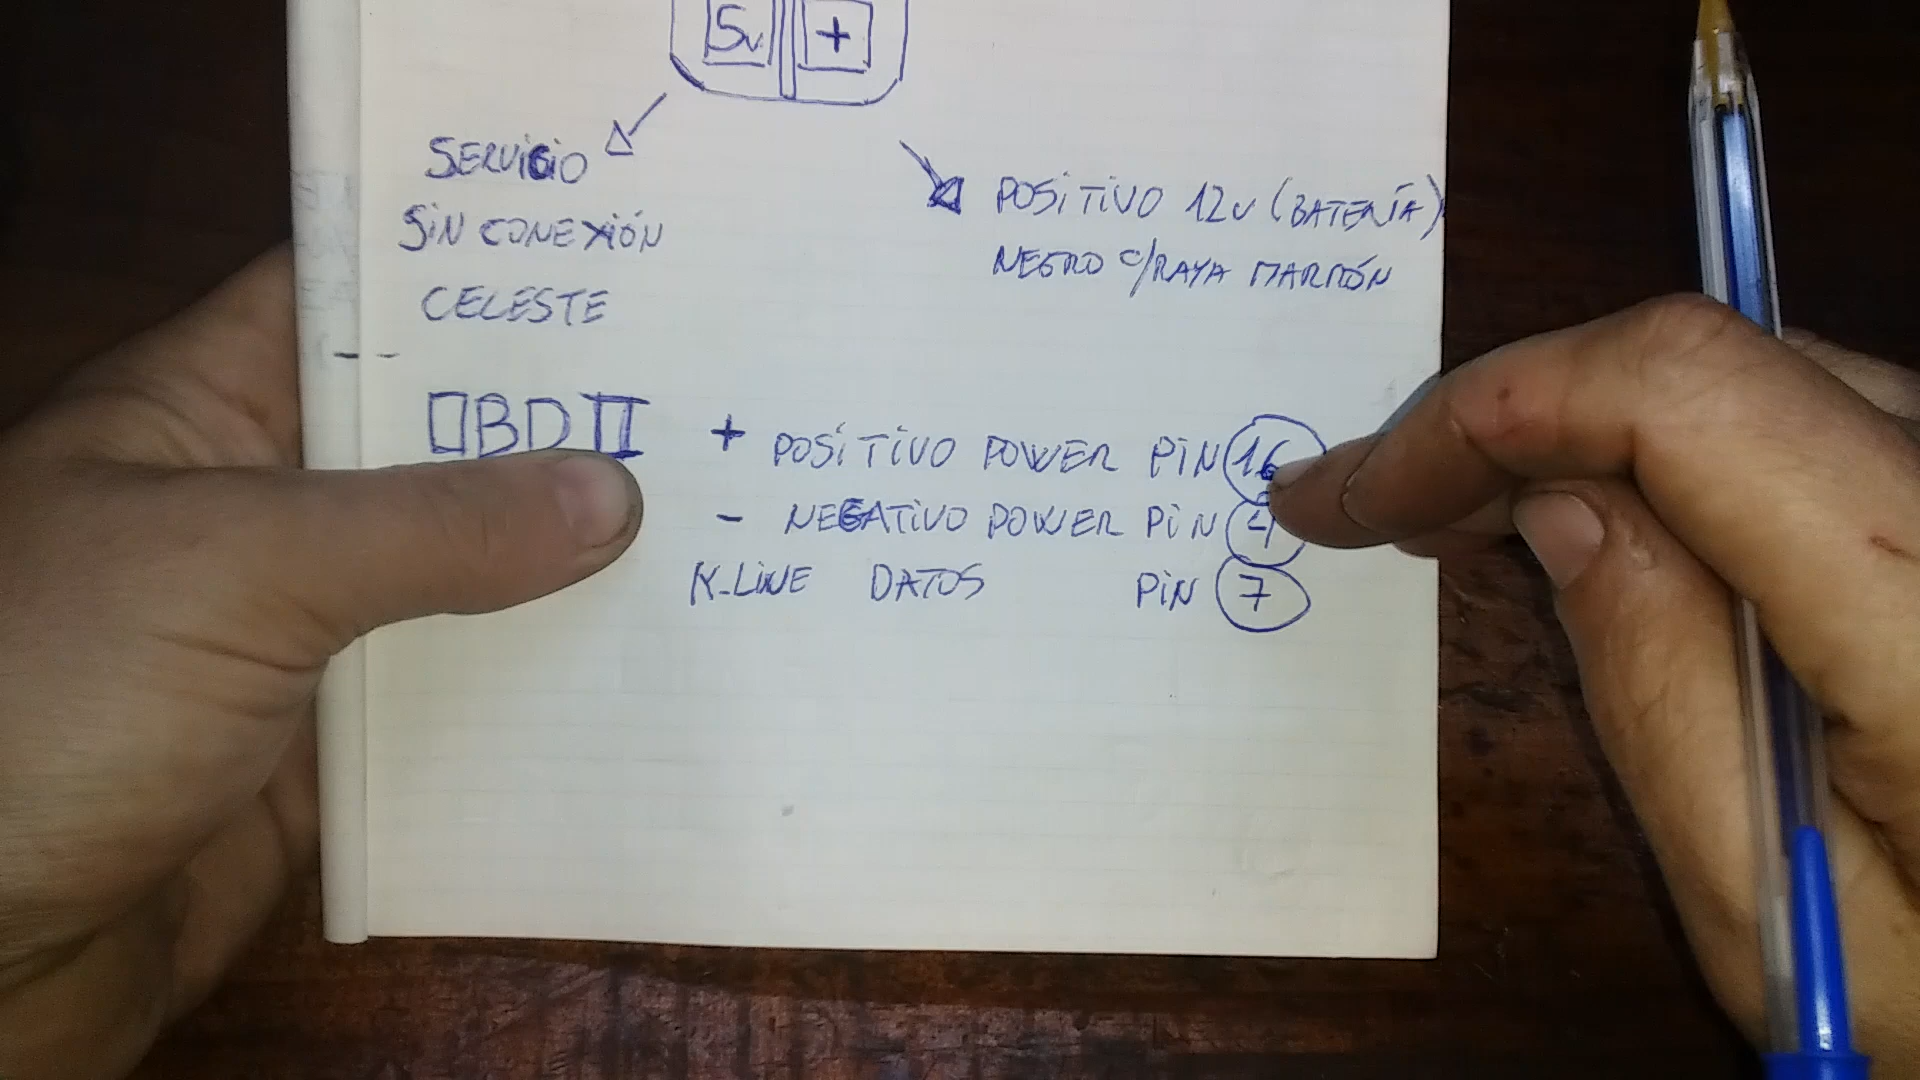 Sv +
SERVICIO
SIN CONEXIÓN
CELESTE
POSITIVO 12V (BATERÍA)
NEGRO C/RAYA MARRÓN
OBD II
+ POSITIVO POWER PIN 16
- NEGATIVO POWER PIN 4
K-LINE DATOS PIN 7